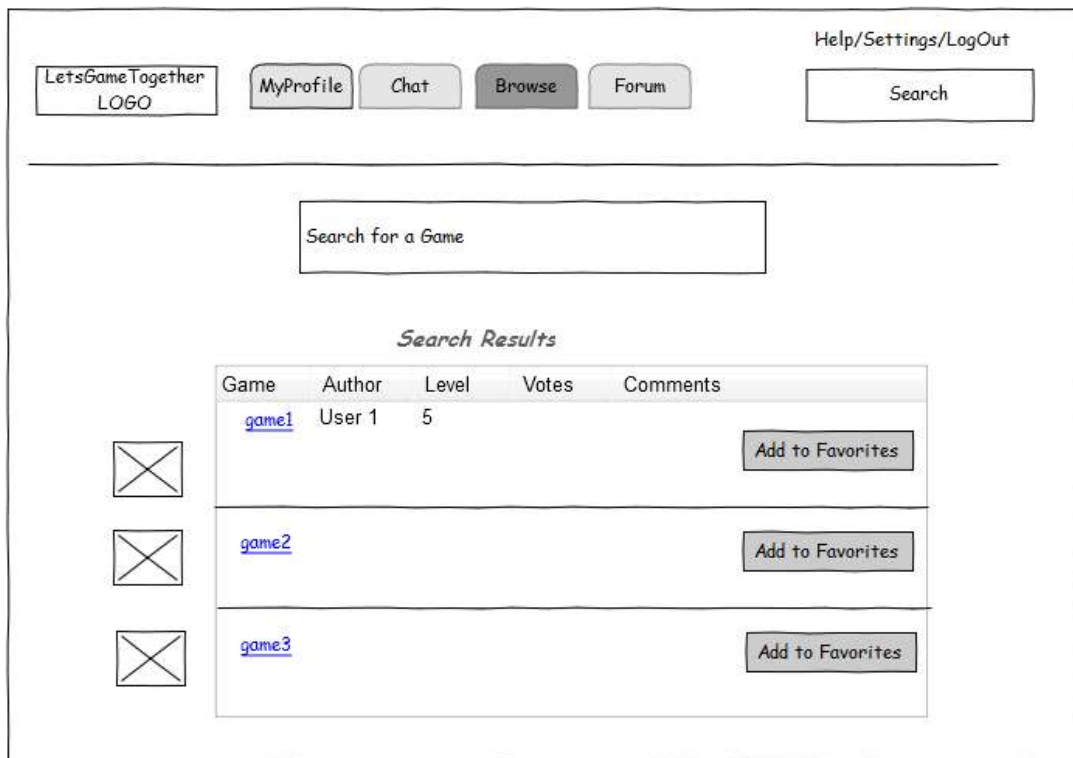 Help/Settings/LogOut
LetsGameTogether
LOGO
MyProfile
Chat
Browse
Forum
Search
Search for a Game
Search Results
Game Author Level Votes Comments
game1 User 1 5
Add to Favorites
game2
Add to Favorites
game3
Add to Favorites